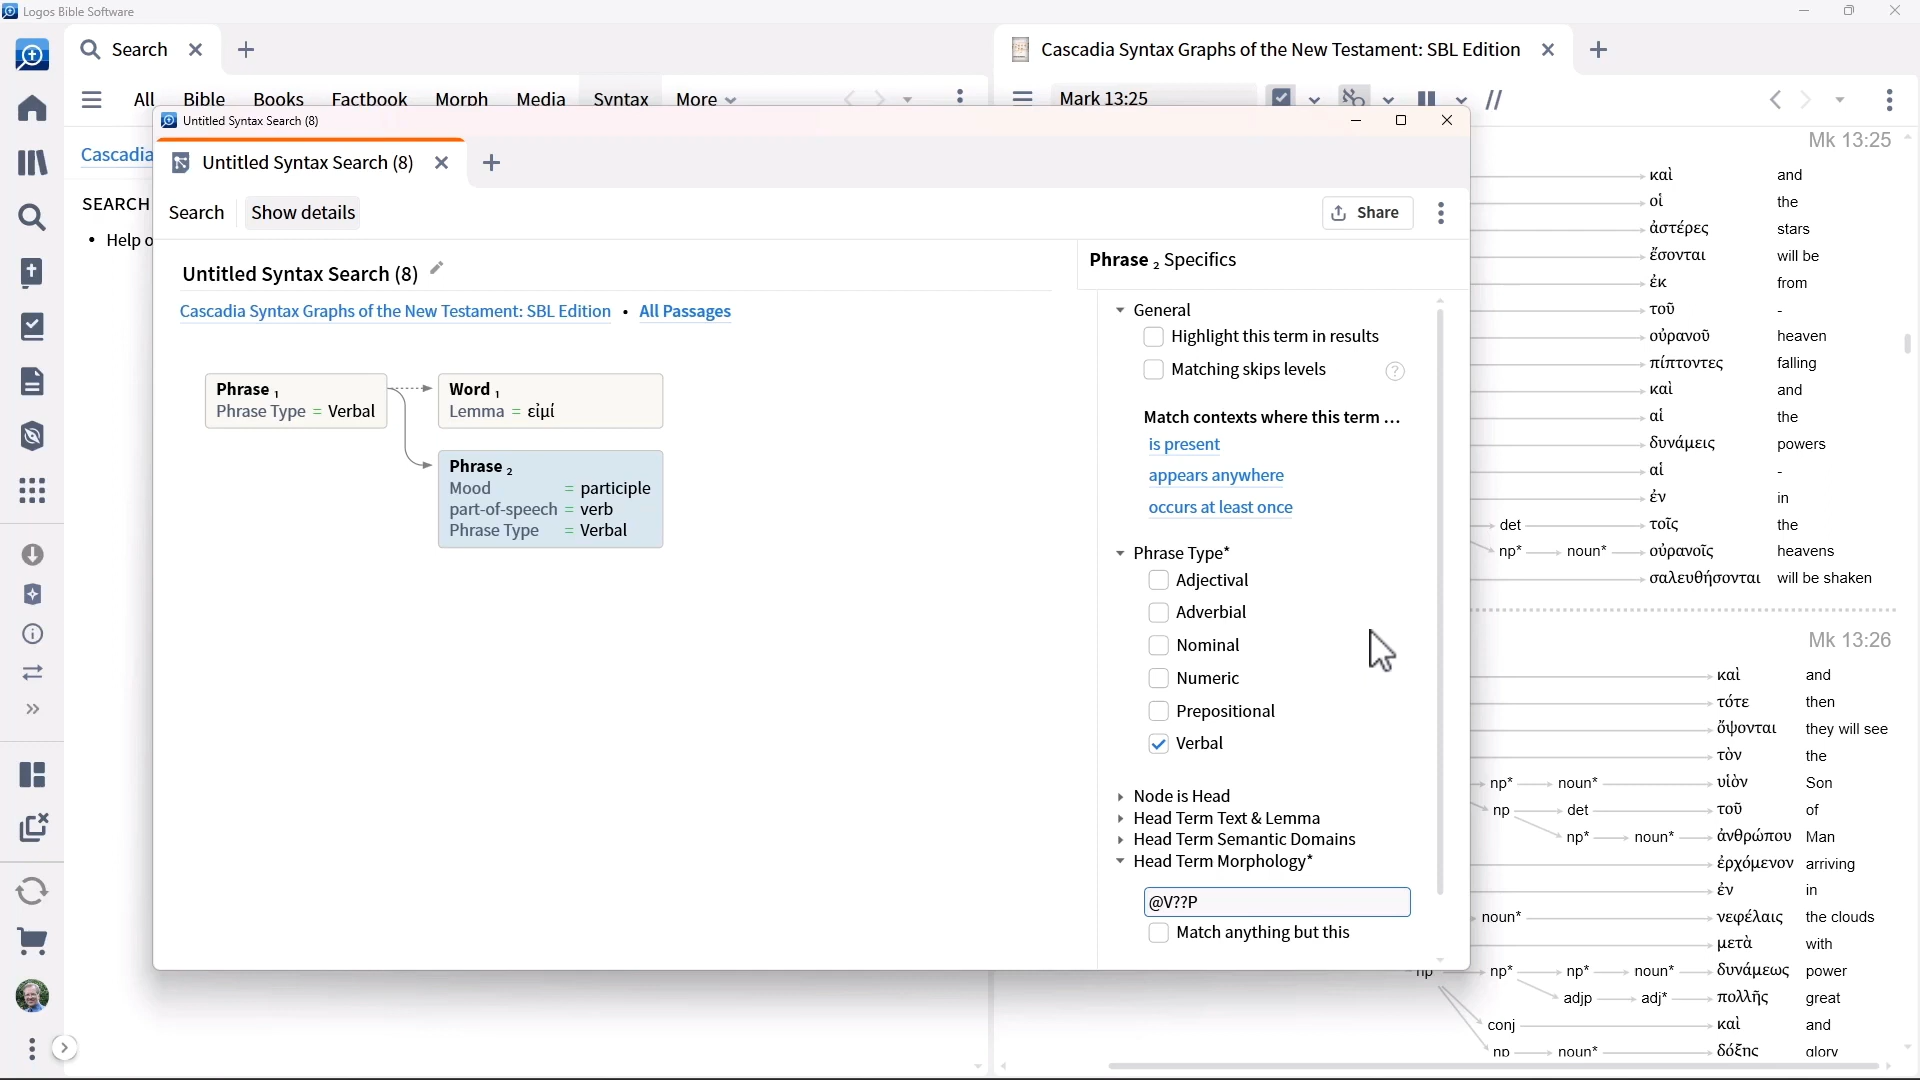 Logos Bible Software
Search
Cascadia Syntax Graphs of the New Testament: SBL Edition
All Bible Books Factbook Morph Media Syntax More
Mark 13:25
Cascadia
SEARCH
• Help o
Untitled Syntax Search (8)
Untitled Syntax Search (8)
Search
Show details
Share
Untitled Syntax Search (8)
Cascadia Syntax Graphs of the New Testament: SBL Edition • All Passages
Phrase 1
Phrase Type = Verbal
Word 1
Lemma = εἰμί
Phrase 2
Mood = participle
part-of-speech = verb
Phrase Type = Verbal
Phrase 2 Specifics
General
Highlight this term in results
Matching skips levels ?
Match contexts where this term ...
is present
appears anywhere
occurs at least once
Phrase Type*
Adjectival
Adverbial
Nominal
Numeric
Prepositional
Verbal
Node is Head
Head Term Text & Lemma
Head Term Semantic Domains
Head Term Morphology*
@V??P
Match anything but this
Mk 13:25
καὶ and
οἱ the
ἀστέρες stars
ἔσονται will be
ἐκ from
τοῦ -
οὐρανοῦ heaven
πίπτοντες falling
καὶ and
αἱ the
δυνάμεις powers
αἱ -
ἐν in
det τοῖς the
np* noun* οὐρανοῖς heavens
σαλευθήσονται will be shaken
Mk 13:26
καὶ and
τότε then
ὄψονται they will see
τὸν the
np* noun* υἱὸν Son
np det τοῦ of
np* noun* ἀνθρώπου Man
ἐρχόμενον arriving
ἐν in
noun* νεφέλαις the clouds
μετὰ with
np np* np* noun* δυνάμεως power
adjp adj* πολλῆς great
conj καὶ and
np noun* δόξης glory